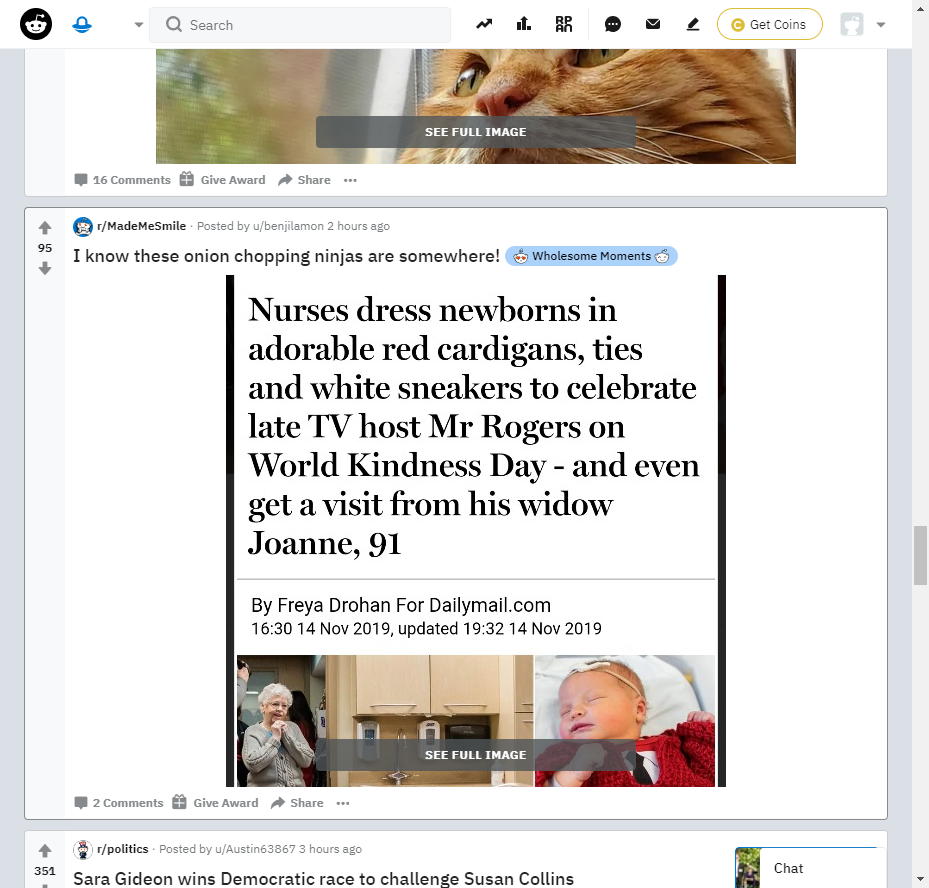 Search
Get Coins
SEE FULL IMAGE
16 Comments Give Award Share
95
r/MadeMeSmile · Posted by u/benjilamon 2 hours ago
I know these onion chopping ninjas are somewhere! Wholesome Moments
Nurses dress newborns in
adorable red cardigans, ties
and white sneakers to celebrate
late TV host Mr Rogers on
World Kindness Day - and even
get a visit from his widow
Joanne, 91
By Freya Drohan For Dailymail.com
16:30 14 Nov 2019, updated 19:32 14 Nov 2019
SEE FULL IMAGE
2 Comments Give Award Share
351
r/politics · Posted by u/Austin63867 3 hours ago
Sara Gideon wins Democratic race to challenge Susan Collins
Chat